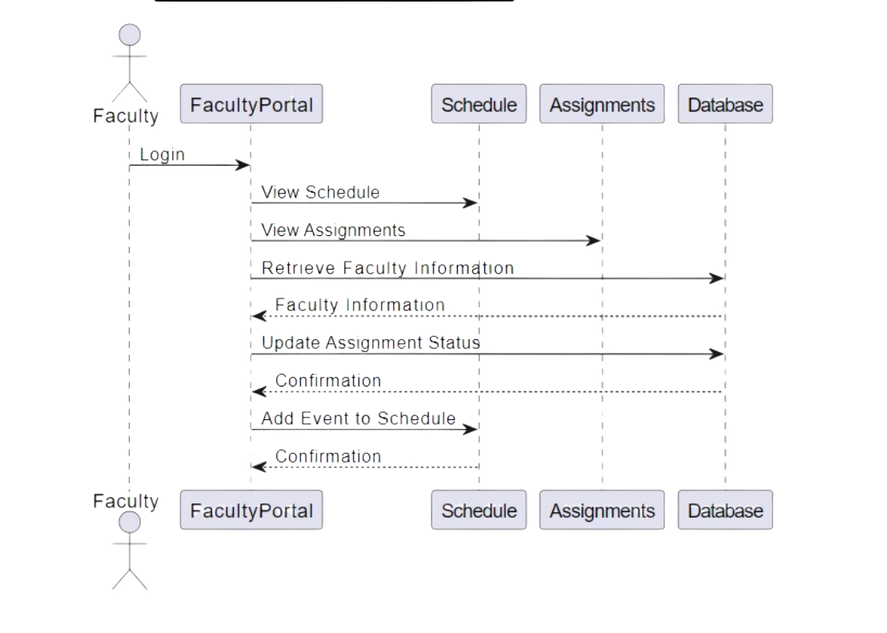 Faculty
FacultyPortal
Schedule
Assignments
Database
Login
View Schedule
View Assignments
Retrieve Faculty Information
Faculty Information
Update Assignment Status
Confirmation
Add Event to Schedule
Confirmation
Faculty
FacultyPortal
Schedule
Assignments
Database